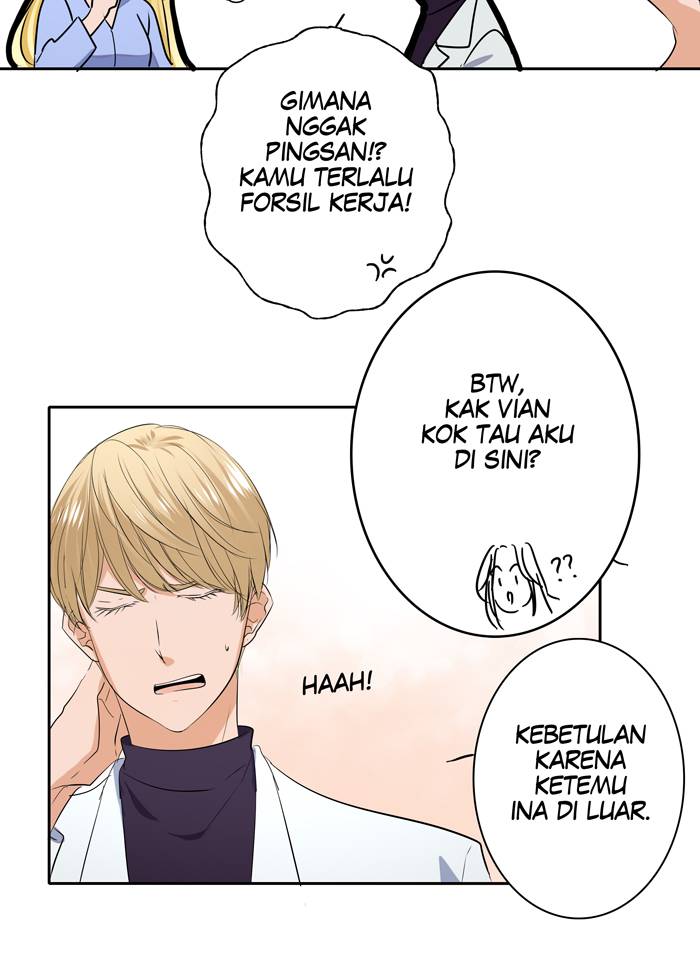 GIMANA
NGGAK
PINGSAN!?
KAMU TERLALU
FORSIL KERJA!
BTW,
KAK VIAN
KOK TAU AKU
DI SINI?
??
HAAH!
KEBETULAN
KARENA
KETEMU
INA DI LUAR.